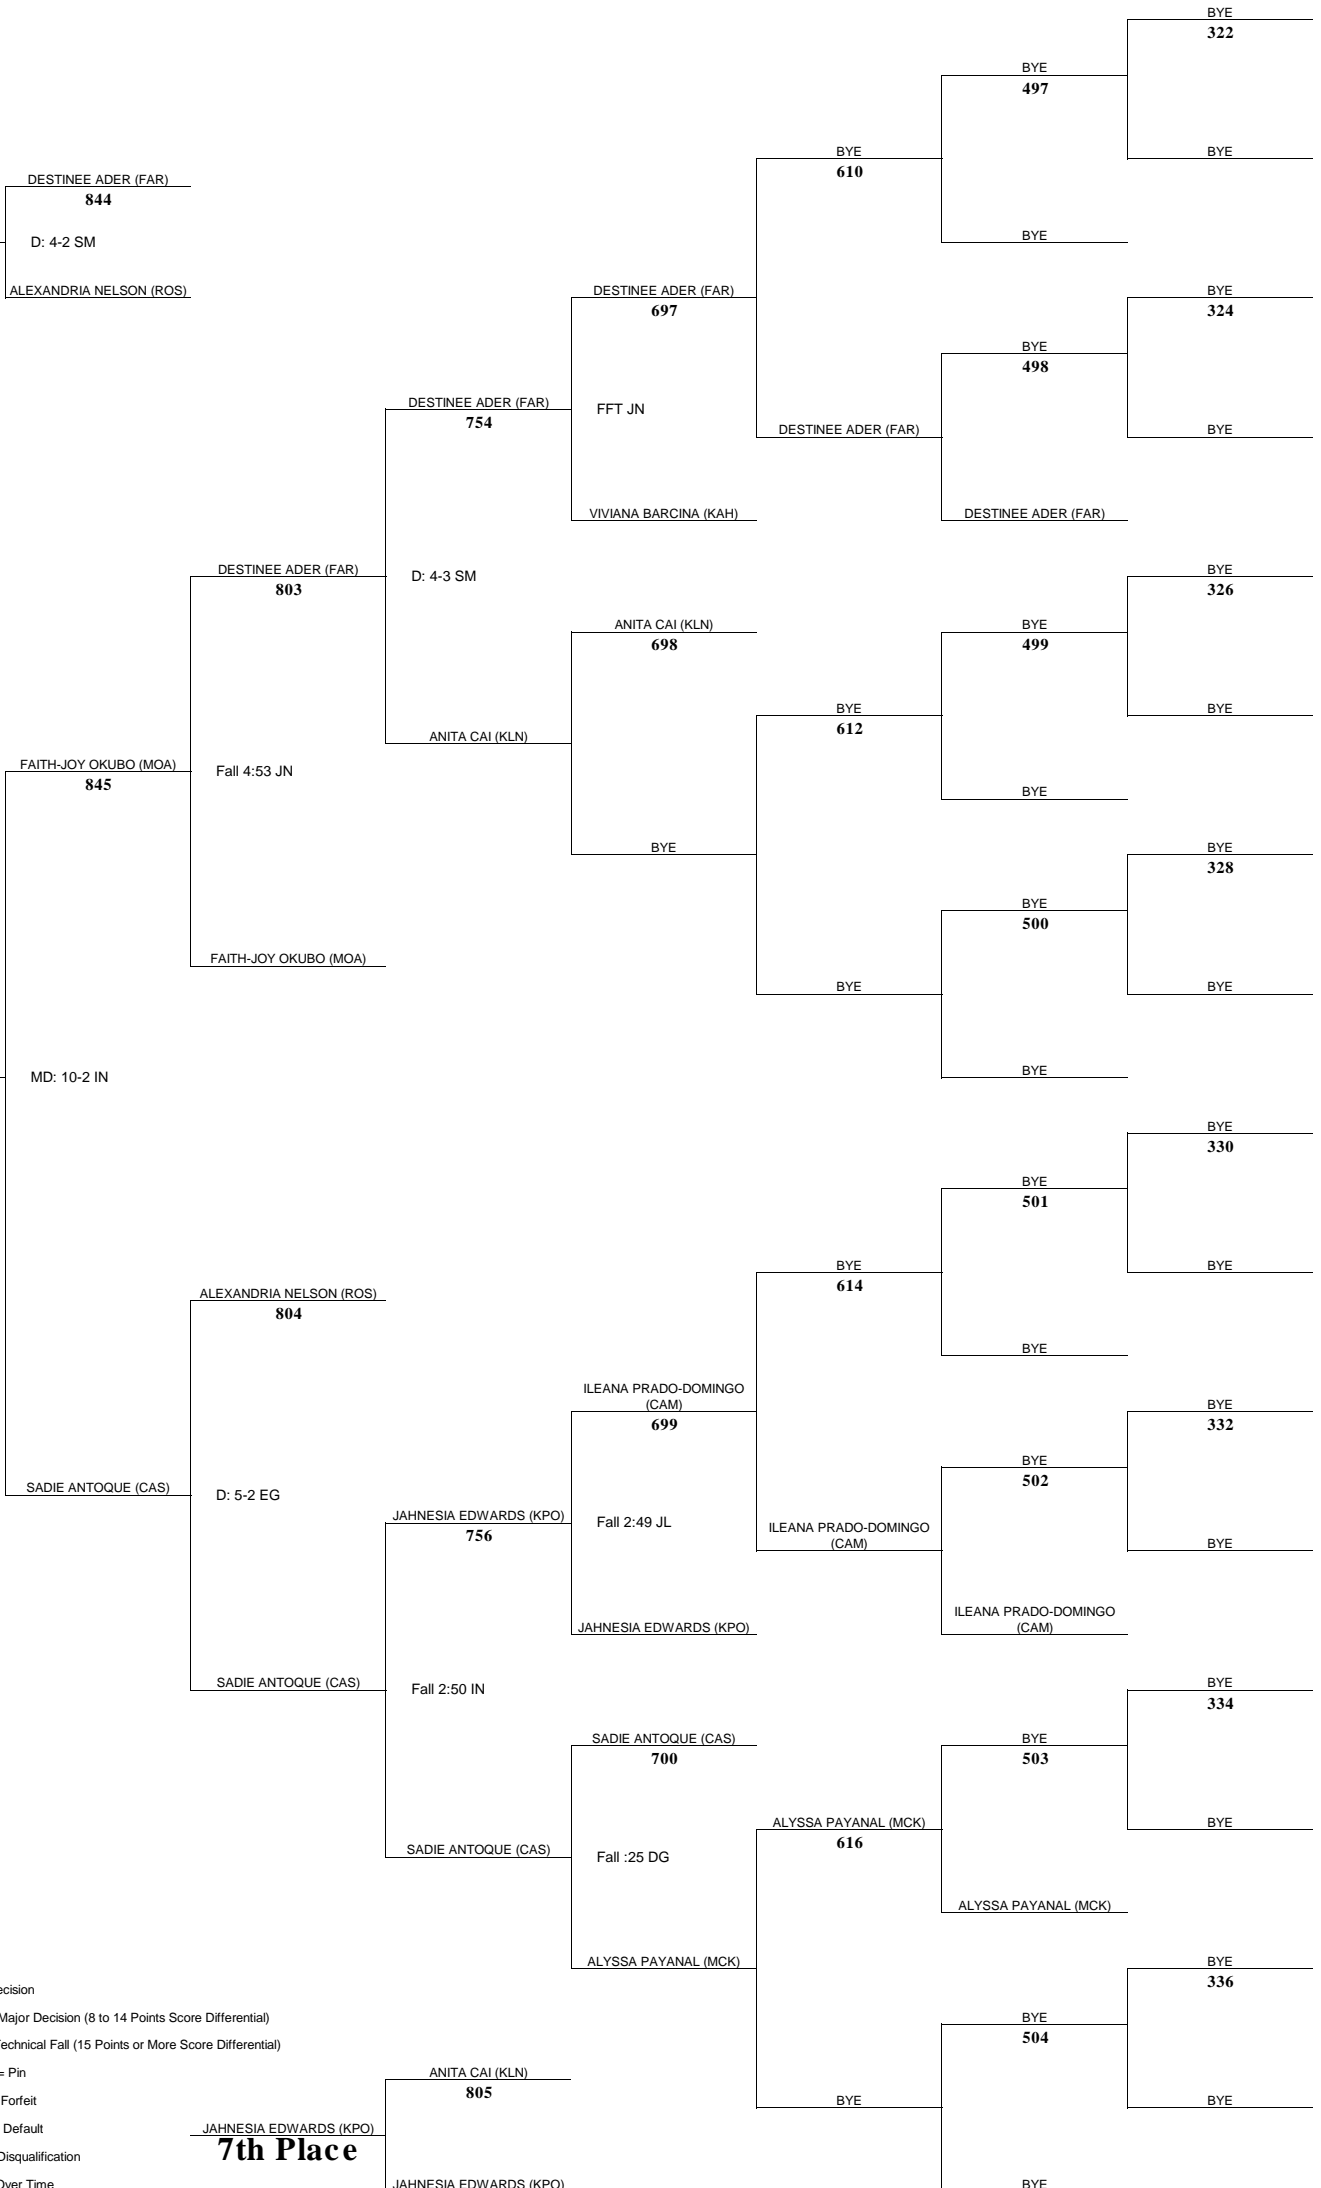 BYE
322
BYE
497
BYE
BYE
610
DESTINEE ADER (FAR)
844
D: 4-2 SM
BYE
ALEXANDRIA NELSON (ROS)
DESTINEE ADER (FAR)
697
BYE
324
BYE
498
DESTINEE ADER (FAR)
754
FFT JN
DESTINEE ADER (FAR)
BYE
VIVIANA BARCINA (KAH)
DESTINEE ADER (FAR)
DESTINEE ADER (FAR)
803
D: 4-3 SM
BYE
326
ANITA CAI (KLN)
698
BYE
499
BYE
612
BYE
ANITA CAI (KLN)
FAITH-JOY OKUBO (MOA)
845
Fall 4:53 JN
BYE
BYE
BYE
328
BYE
500
FAITH-JOY OKUBO (MOA)
BYE
BYE
MD: 10-2 IN
BYE
BYE
330
BYE
501
BYE
614
BYE
ALEXANDRIA NELSON (ROS)
804
BYE
ILEANA PRADO-DOMINGO
(CAM)
699
BYE
332
BYE
502
SADIE ANTOQUE (CAS)
D: 5-2 EG
JAHNESIA EDWARDS (KPO)
756
Fall 2:49 JL
ILEANA PRADO-DOMINGO
(CAM)
BYE
JAHNESIA EDWARDS (KPO)
ILEANA PRADO-DOMINGO
(CAM)
SADIE ANTOQUE (CAS)
Fall 2:50 IN
BYE
334
SADIE ANTOQUE (CAS)
700
BYE
503
ALYSSA PAYANAL (MCK)
616
BYE
SADIE ANTOQUE (CAS)
Fall :25 DG
ALYSSA PAYANAL (MCK)
ALYSSA PAYANAL (MCK)
BYE
336
ecision
Major Decision (8 to 14 Points Score Differential)
BYE
504
echnical Fall (15 Points or More Score Differential)
= Pin
ANITA CAI (KLN)
805
Forfeit
BYE
BYE
Default
JAHNESIA EDWARDS (KPO)
7th Place
Disqualification
Over Time
JAHNESIA EDWARDS (KPO)
BYE